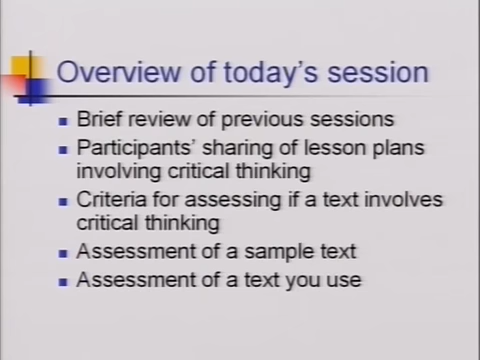 Overview of today's session
Brief review of previous sessions
Participants' sharing of lesson plans
involving critical thinking
Criteria for assessing if a text involves
critical thinking
Assessment of a sample text
Assessment of a text you use